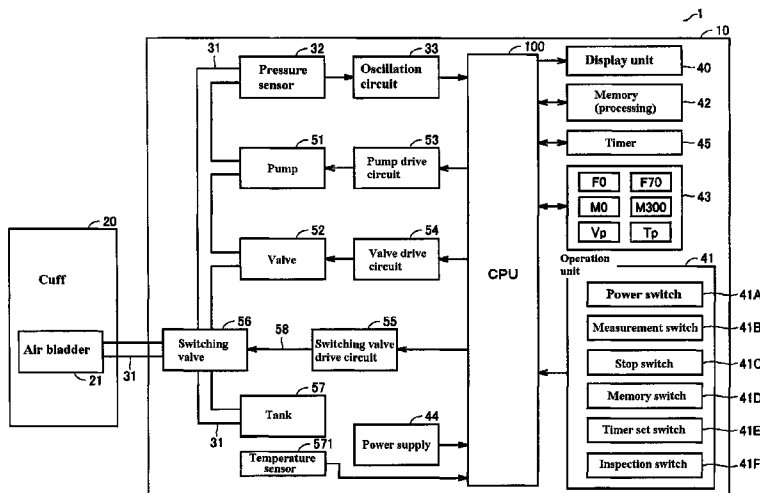 1
10
31
32
33
100
Pressure
sensor
Oscillation
circuit
Display unit
40
Memory
(processing)
42
51
53
Timer
45
Pump
Pump drive
circuit
F0
F70
43
M0
M300
Vp
Tp
20
52
54
Cuff
Valve
Valve drive
circuit
CPU
Operation
unit
41
Power switch
41A
56
58
55
Measurement switch
41B
Air bladder
Switching
valve
Switching valve
drive circuit
21
31
Stop switch
41C
57
44
Memory switch
41D
Tank
31
571
Power supply
Timer set switch
41E
Temperature
sensor
Inspection switch
41F